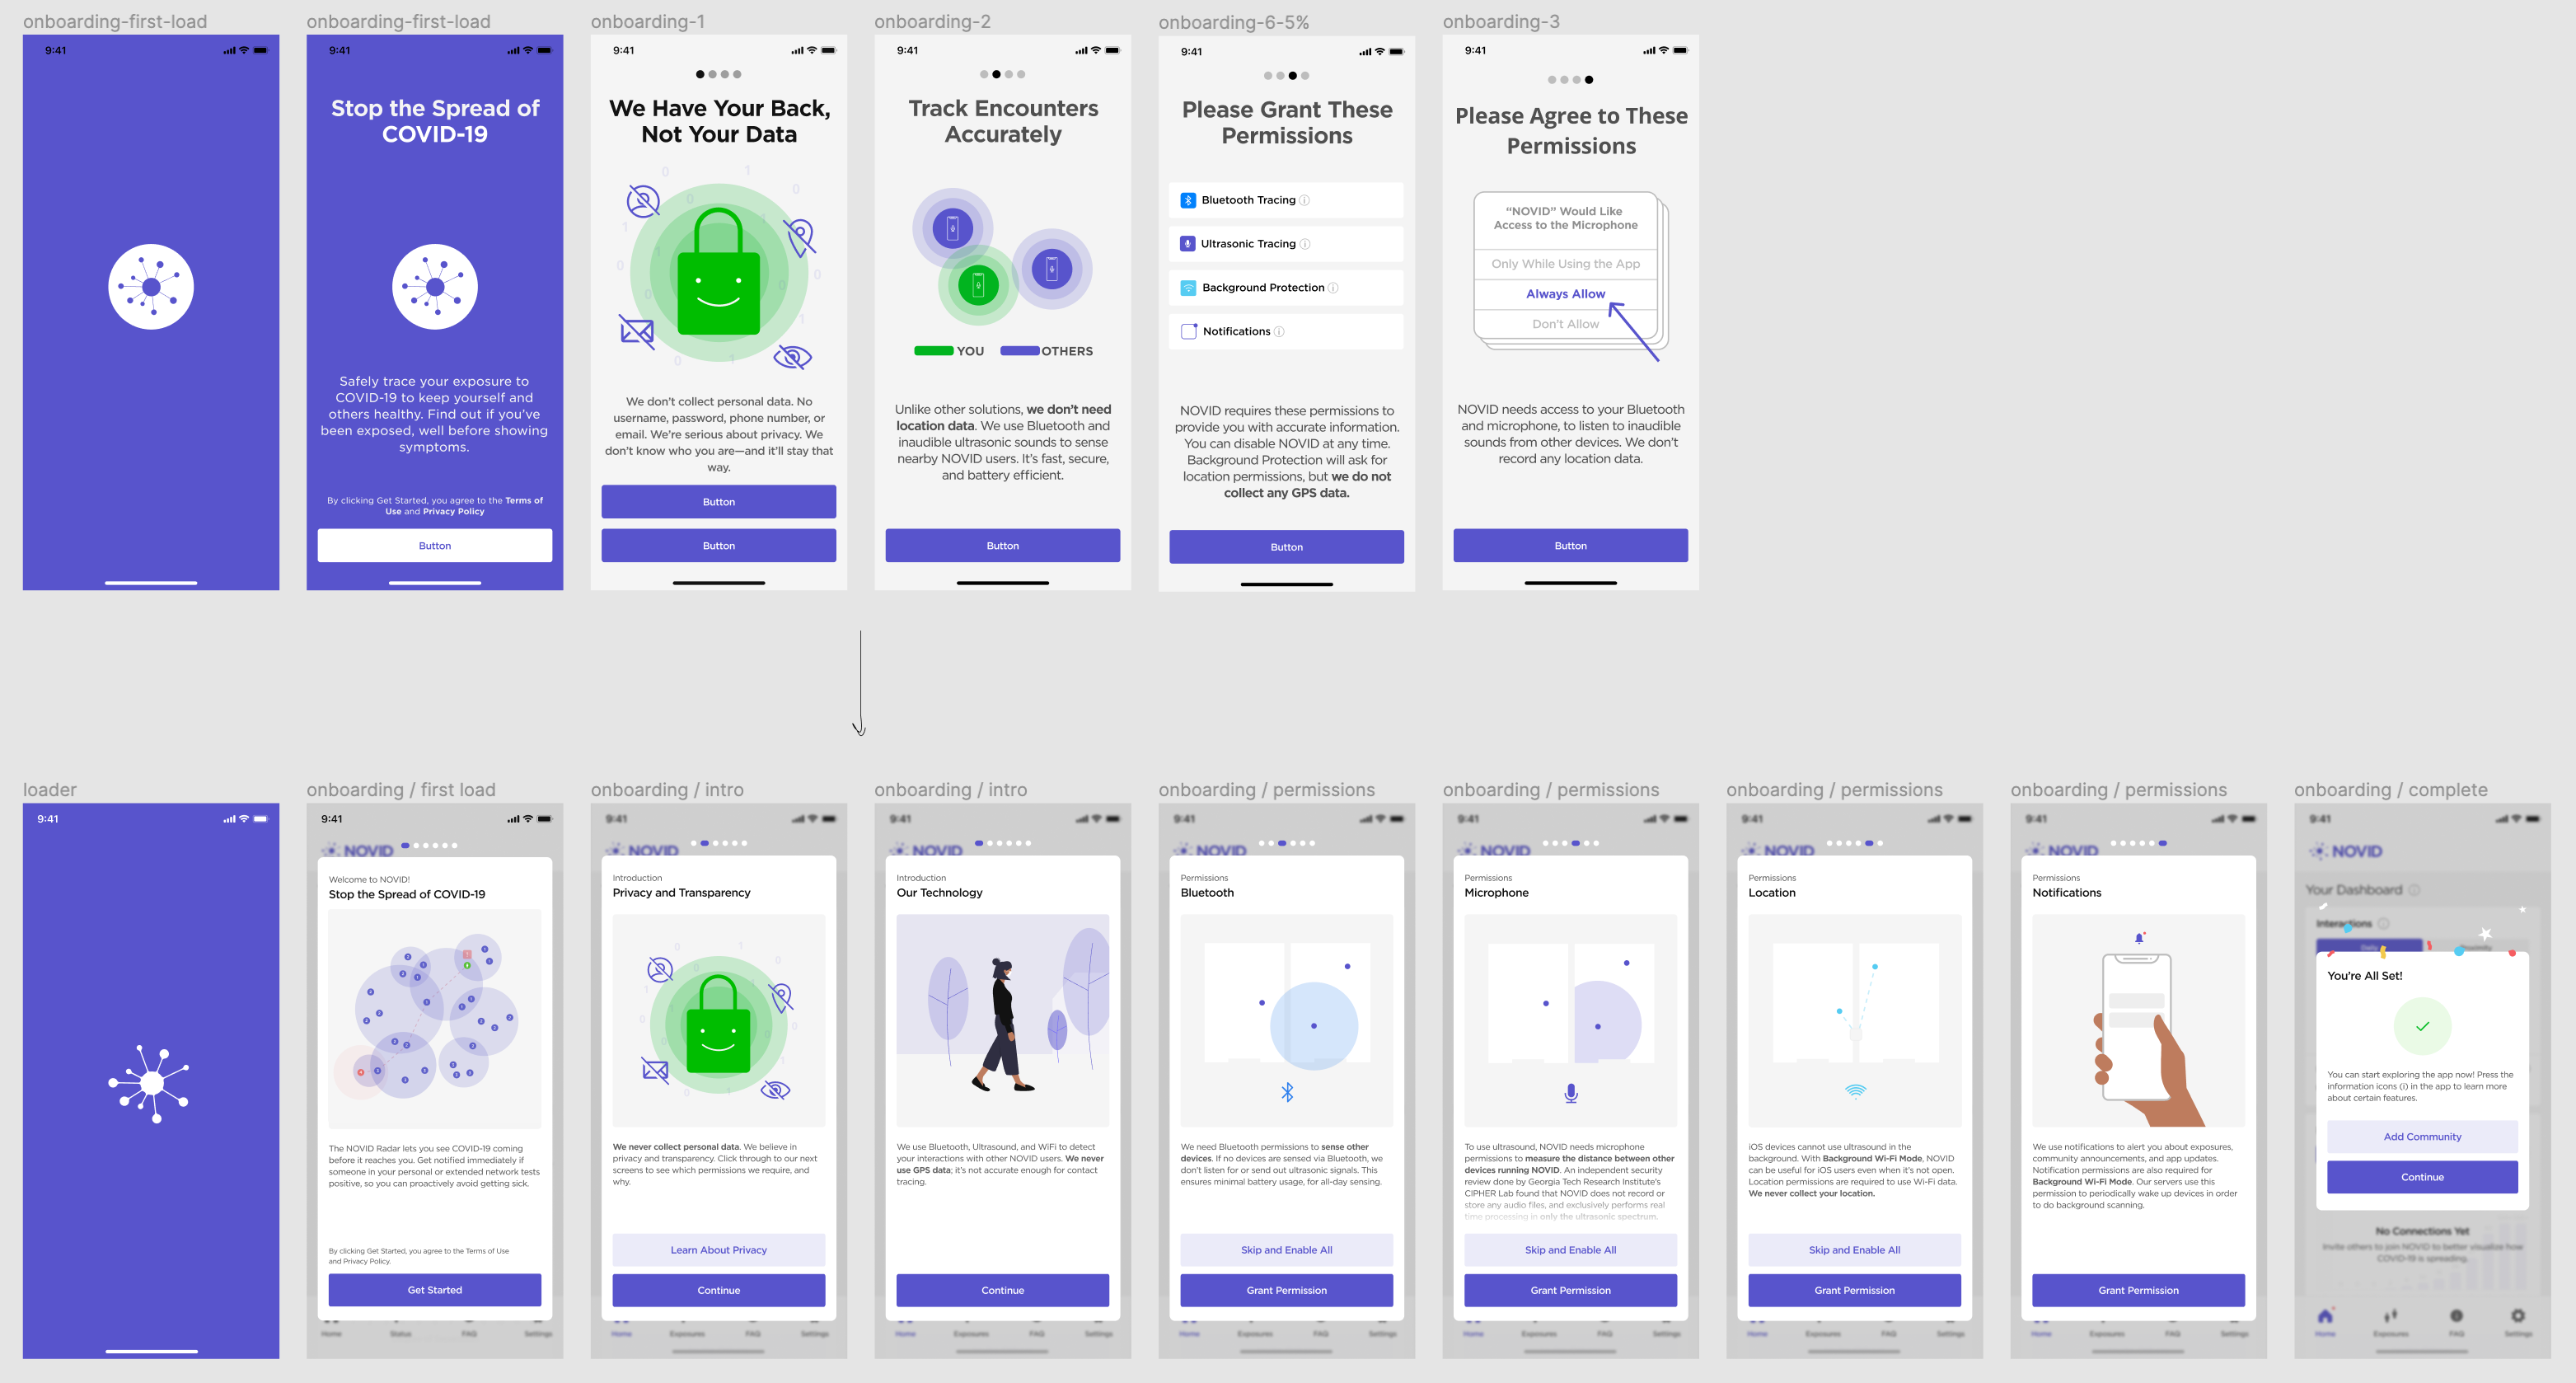 onboarding-first-load
9:41
onboarding-first-load
9:41
Stop the Spread of
COVID-19
Safely trace your exposure to
COVID-19 to keep yourself and
others healthy. Find out if you've
been exposed, well before showing
symptoms.
By clicking Get Started, you agree to the Terms of
Use and Privacy Policy
Button
onboarding-1
9:41
We Have Your Back,
Not Your Data
We don't collect personal data. No
username, password, phone number, or
email. We're serious about privacy. We
don't know who you are—and it'll stay that
way.
Button
Button
onboarding-2
9:41
Track Encounters
Accurately
YOU
OTHERS
Unlike other solutions, we don't need
location data. We use Bluetooth and
inaudible ultrasonic sounds to sense
nearby NOVID users. It's fast, secure,
and battery efficient.
Button
onboarding-6-5%
9:41
Please Grant These
Permissions
Bluetooth Tracing
Ultrasonic Tracing
Background Protection
Notifications
NOVID requires these permissions to
provide you with accurate information.
You can disable NOVID at any time.
Background Protection will ask for
location permissions, but we do not
collect any GPS data.
Button
onboarding-3
9:41
Please Agree to These
Permissions
"NOVID" Would Like
Access to the Microphone
Only While Using the App
Always Allow
Don't Allow
NOVID needs access to your Bluetooth
and microphone, to listen to inaudible
sounds from other devices. We don't
record any location data.
Button
loader
9:41
onboarding / first load
9:41
NOVID
Welcome to NOVID!
Stop the Spread of COVID-19
The NOVID Radar lets you see COVID-19 coming
before it reaches you. Get notified immediately if
someone in your personal or extended network tests
positive, so you can proactively avoid getting sick.
By clicking Get Started, you agree to the Terms of Use
and Privacy Policy.
Get Started
Home
Status
FAQ
Settings
onboarding / intro
9:41
NOVID
Introduction
Privacy and Transparency
We never collect personal data. We believe in
privacy and transparency. Click through to our next
screens to see which permissions we require, and
why.
Learn About Privacy
Continue
Home
Exposures
FAQ
Settings
onboarding / intro
9:41
NOVID
Introduction
Our Technology
We use Bluetooth, Ultrasound, and WiFi to detect
your interactions with other NOVID users. We never
use GPS data; it's not accurate enough for contact
tracing.
Continue
Home
Exposures
FAQ
Settings
onboarding / permissions
9:41
NOVID
Permissions
Bluetooth
We need Bluetooth permissions to sense other
devices. If no devices are sensed via Bluetooth, we
don't listen for or send out ultrasonic signals. This
ensures minimal battery usage, for all-day sensing.
Skip and Enable All
Grant Permission
Home
Exposures
FAQ
Settings
onboarding / permissions
9:41
NOVID
Permissions
Microphone
To use ultrasound, NOVID needs microphone
permissions to measure the distance between other
devices running NOVID. An independent security
review done by Georgia Tech Research Institute's
CIPHER Lab found that NOVID does not record or
store any audio files, and exclusively performs real
time processing in only the ultrasonic spectrum.
Skip and Enable All
Grant Permission
Home
Exposures
FAQ
Settings
onboarding / permissions
9:41
NOVID
Permissions
Location
iOS devices cannot use ultrasound in the
background. With Background Wi-Fi Mode, NOVID
can be useful for iOS users even when it's not open.
Location permissions are required to use Wi-Fi data.
We never collect your location.
Skip and Enable All
Grant Permission
Home
Exposures
FAQ
Settings
onboarding / permissions
9:41
NOVID
Permissions
Notifications
We use notifications to alert you about exposures,
community announcements, and app updates.
Notification permissions are also required for
Background Wi-Fi Mode. Our servers use this
permission to periodically wake up devices in order
to do background scanning.
Grant Permission
Home
Exposures
FAQ
Settings
onboarding / complete
9:41
NOVID
Your Dashboard
Interactions
Daily
Proximity
You're All Set!
You can start exploring the app now! Press the
information icons (i) in the app to learn more
about certain features.
Add Community
Continue
No Connections Yet
Invite others to join NOVID to better visualize how
COVID-19 is spreading.
Home
Exposures
FAQ
Settings